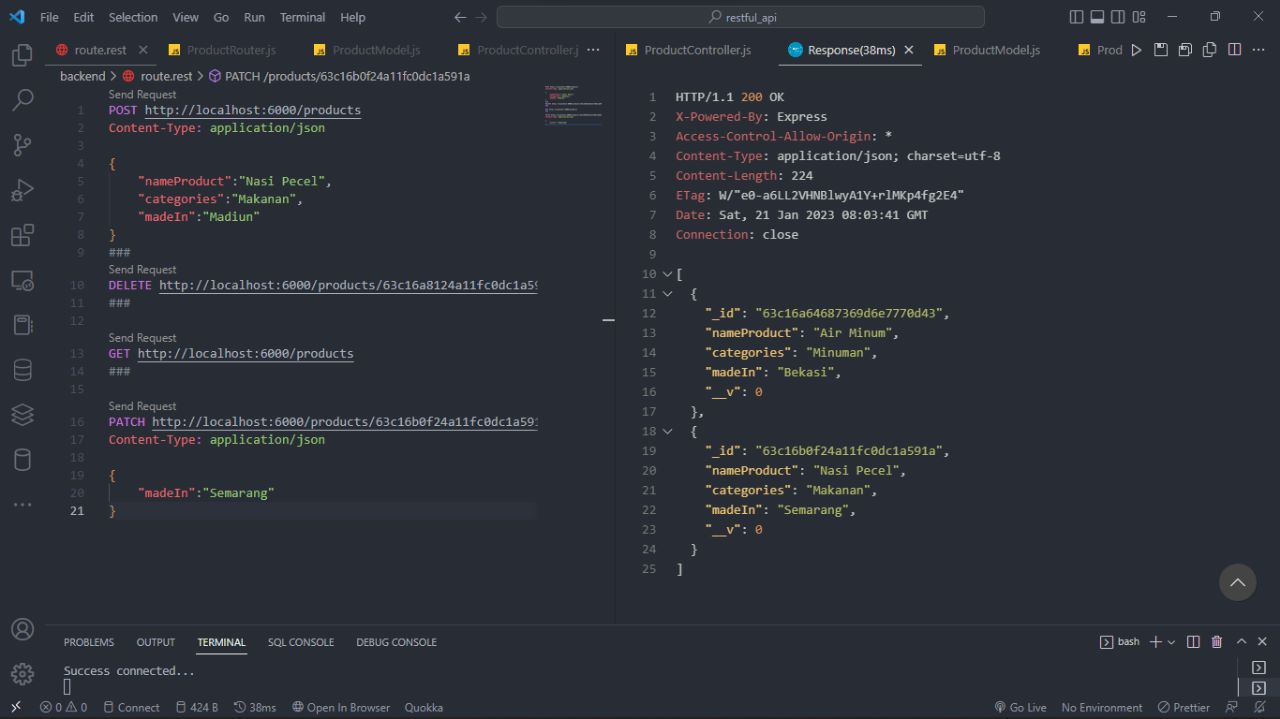 File Edit Selection View Go Run Terminal Help
restful_api
route.rest ProductRouter.js ProductModel.js ProductController.j ...
ProductController.js Response(38ms) ProductModel.js Prod
backend > route.rest > PATCH /products/63c16b0f24a11fc0dc1a591a
Send Request
1 POST http://localhost:6000/products
2 Content-Type: application/json
3
4 {
5 "nameProduct":"Nasi Pecel",
6 "categories":"Makanan",
7 "madeIn":"Madiun"
8 }
9 ###
Send Request
10 DELETE http://localhost:6000/products/63c16a8124a11fc0dc1a59
11 ###
12
Send Request
13 GET http://localhost:6000/products
14 ###
15
Send Request
16 PATCH http://localhost:6000/products/63c16b0f24a11fc0dc1a591
17 Content-Type: application/json
18
19 {
20 "madeIn":"Semarang"
21 }
1 HTTP/1.1 200 OK
2 X-Powered-By: Express
3 Access-Control-Allow-Origin: *
4 Content-Type: application/json; charset=utf-8
5 Content-Length: 224
6 ETag: W/"e0-a6LL2VHNBlwyA1Y+rlMKp4fg2E4"
7 Date: Sat, 21 Jan 2023 08:03:41 GMT
8 Connection: close
9
10 [
11 {
12 "_id": "63c16a64687369d6e7770d43",
13 "nameProduct": "Air Minum",
14 "categories": "Minuman",
15 "madeIn": "Bekasi",
16 "__v": 0
17 },
18 {
19 "_id": "63c16b0f24a11fc0dc1a591a",
20 "nameProduct": "Nasi Pecel",
21 "categories": "Makanan",
22 "madeIn": "Semarang",
23 "__v": 0
24 }
25 ]
PROBLEMS OUTPUT TERMINAL SQL CONSOLE DEBUG CONSOLE
bash
Success connected...
0 0 Connect 424 B 38ms Open In Browser Quokka
Go Live No Environment Prettier